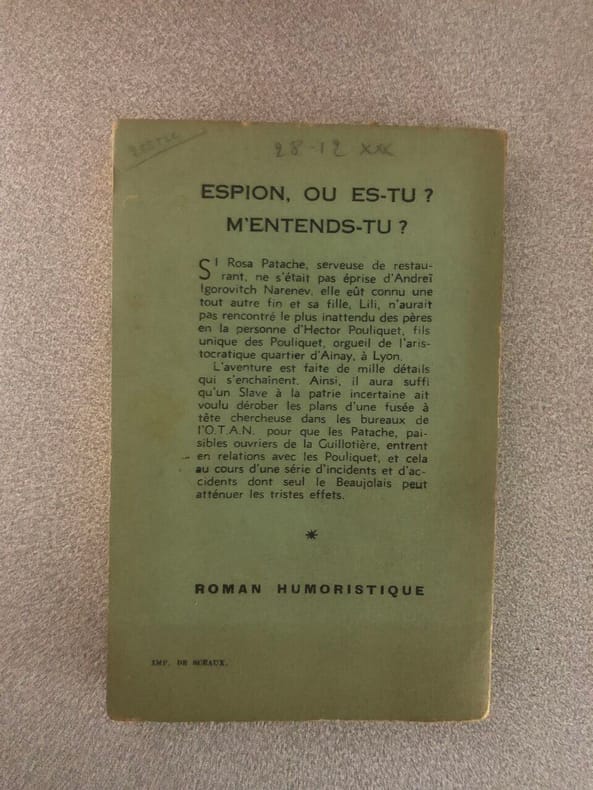 28-12 xxx
ESPION, OU ES-TU ?
M'ENTENDS-TU ?
SI Rosa Patache, serveuse de restau-
rant, ne s'était pas éprise d'Andreï
Igorovitch Narenev, elle eût connu une
tout autre fin et sa fille, Lili, n'aurait
pas rencontré le plus inattendu des pères
en la personne d'Hector Pouliquet, fils
unique des Pouliquet, orgueil de l'aris-
tocratique quartier d'Ainay, à Lyon.
L'aventure est faite de mille détails
qui s'enchaînent. Ainsi, il aura suffi
qu'un Slave à la patrie incertaine ait
voulu dérober les plans d'une fusée à
tête chercheuse dans les bureaux de
l'O.T.A.N. pour que les Patache, pai-
sibles ouvriers de la Guillotière, entrent
en relations avec les Pouliquet, et cela
au cours d'une série d'incidents et d'ac-
cidents dont seul le Beaujolais peut
atténuer les tristes effets.
*
ROMAN HUMORISTIQUE
IMP. DE SCEAUX.